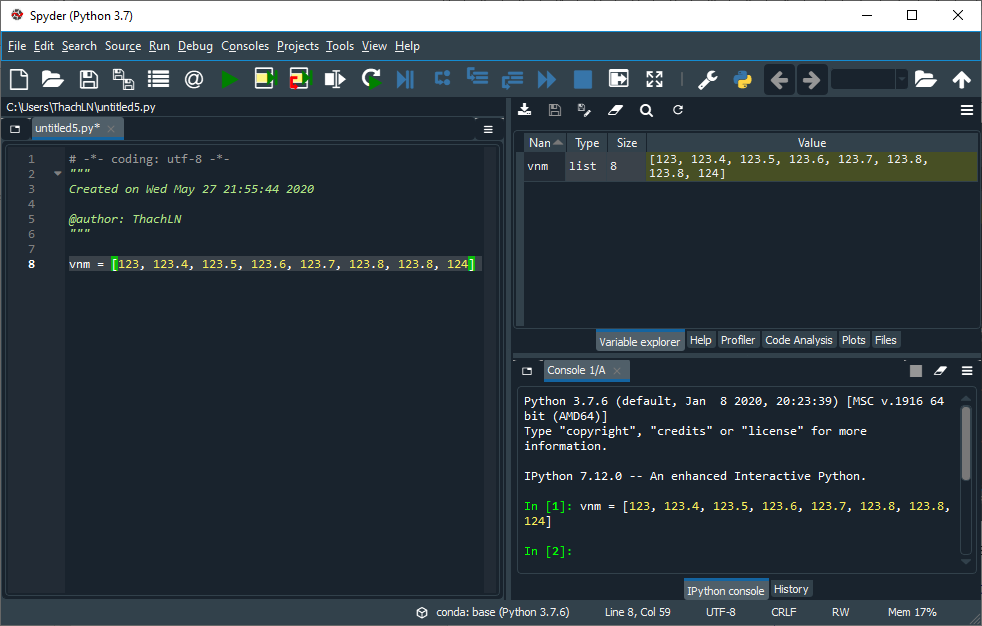 Spyder (Python 3.7)
File Edit Search Source Run Debug Consoles Projects Tools View Help
C:\Users\ThachLN\untitled5.py
untitled5.py*
1 # -*- coding: utf-8 -*-
2 """
3 Created on Wed May 27 21:55:44 2020
4
5 @author: ThachLN
6 """
7
8 vnm = [123, 123.4, 123.5, 123.6, 123.7, 123.8, 123.8, 124]
Nan Type Size Value
vnm list 8 [123, 123.4, 123.5, 123.6, 123.7, 123.8,
123.8, 124]
Variable explorer Help Profiler Code Analysis Plots Files
Console 1/A
Python 3.7.6 (default, Jan  8 2020, 20:23:39) [MSC v.1916 64
bit (AMD64)]
Type "copyright", "credits" or "license" for more
information.
IPython 7.12.0 -- An enhanced Interactive Python.
In [1]: vnm = [123, 123.4, 123.5, 123.6, 123.7, 123.8, 123.8,
124]
In [2]:
IPython console History
conda: base (Python 3.7.6) Line 8, Col 59 UTF-8 CRLF RW Mem 17%